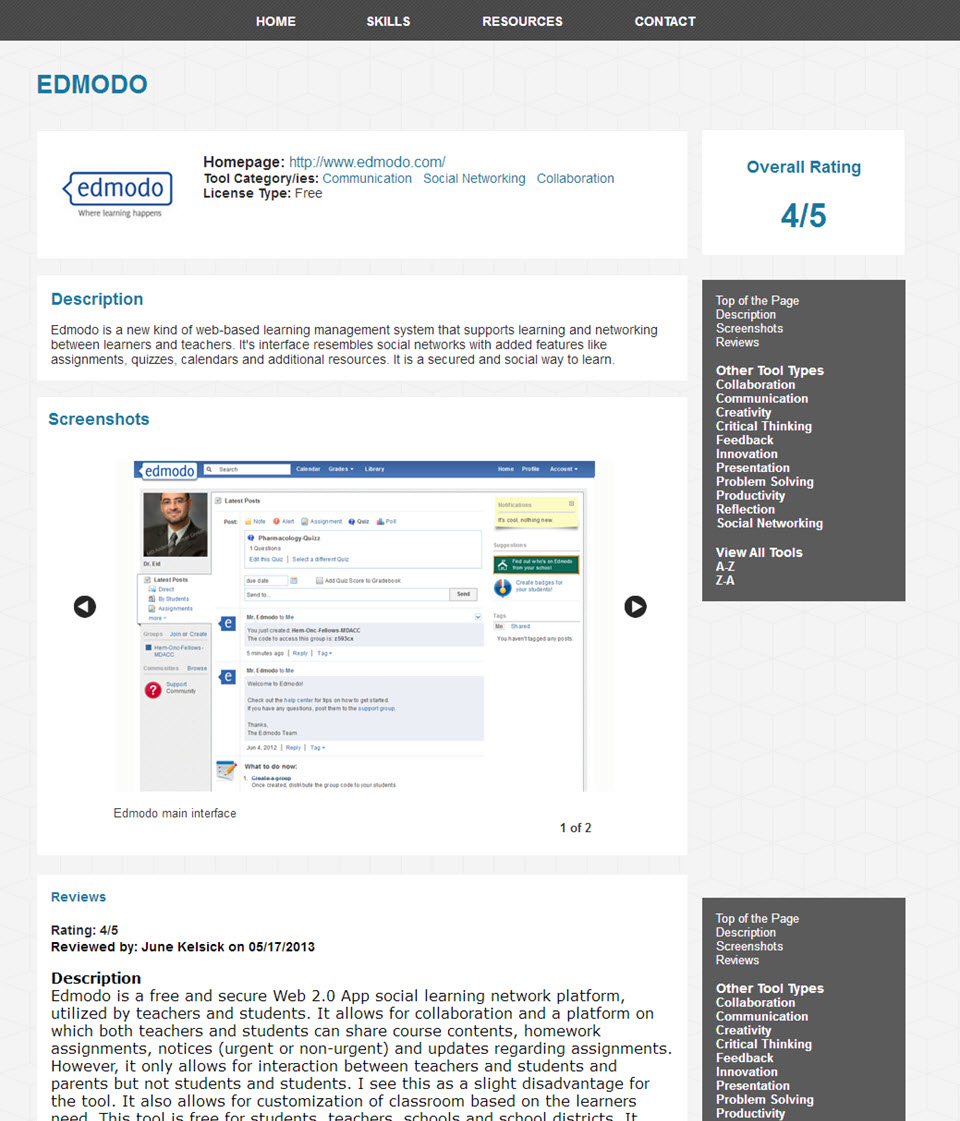 HOME SKILLS RESOURCES CONTACT
EDMODO
edmodo
Where learning happens
Homepage: http://www.edmodo.com/
Tool Category/ies: Communication Social Networking Collaboration
License Type: Free
Overall Rating
4/5
Description
Edmodo is a new kind of web-based learning management system that supports learning and networking
between learners and teachers. It's interface resembles social networks with added features like
assignments, quizzes, calendars and additional resources. It is a secured and social way to learn.
Top of the Page
Description
Screenshots
Reviews
Other Tool Types
Collaboration
Communication
Creativity
Critical Thinking
Feedback
Innovation
Presentation
Problem Solving
Productivity
Reflection
Social Networking
View All Tools
A-Z
Z-A
Screenshots
edmodo Search Calendar Grades Library Home Profile Account
Dr. Eid
Latest Posts
Direct
By Students
Assignments
more
Groups Join or Create
Hem-Onc-Fellows-
MDACC
Communities Browse
Support
Community
Latest Posts
Post: Note Alert Assignment Quiz Poll
Pharmacology-Quizz
1 Questions
Edit this Quiz | Select a different Quiz
due date Add Quiz Score to Gradebook
Send to... Send
Mr. Edmodo to Me
You just created: Hem-Onc-Fellows-MDACC
The code to access this group is: z593cx
5 minutes ago | Reply | Tag
Mr. Edmodo to Me
Welcome to Edmodo!
Check out the help center for tips on how to get started.
If you have any questions, post them to the support group.
Thanks,
The Edmodo Team
Jun 4, 2012 | Reply | Tag
What to do now:
1. Create a group
Once created, distribute the group code to your students
Notifications
It's cool, nothing new.
Suggestions
Find out who's on Edmodo
from your school!
Create badges for
your students!
Tags
Me Shared
You haven't tagged any posts.
Edmodo main interface
1 of 2
Reviews
Rating: 4/5
Reviewed by: June Kelsick on 05/17/2013
Description
Edmodo is a free and secure Web 2.0 App social learning network platform,
utilized by teachers and students. It allows for collaboration and a platform on
which both teachers and students can share course contents, homework
assignments, notices (urgent or non-urgent) and updates regarding assignments.
However, it only allows for interaction between teachers and students and
parents but not students and students. I see this as a slight disadvantage for
the tool. It also allows for customization of classroom based on the learners
need. This tool is free for students, teachers, schools and school districts. It
Top of the Page
Description
Screenshots
Reviews
Other Tool Types
Collaboration
Communication
Creativity
Critical Thinking
Feedback
Innovation
Presentation
Problem Solving
Productivity